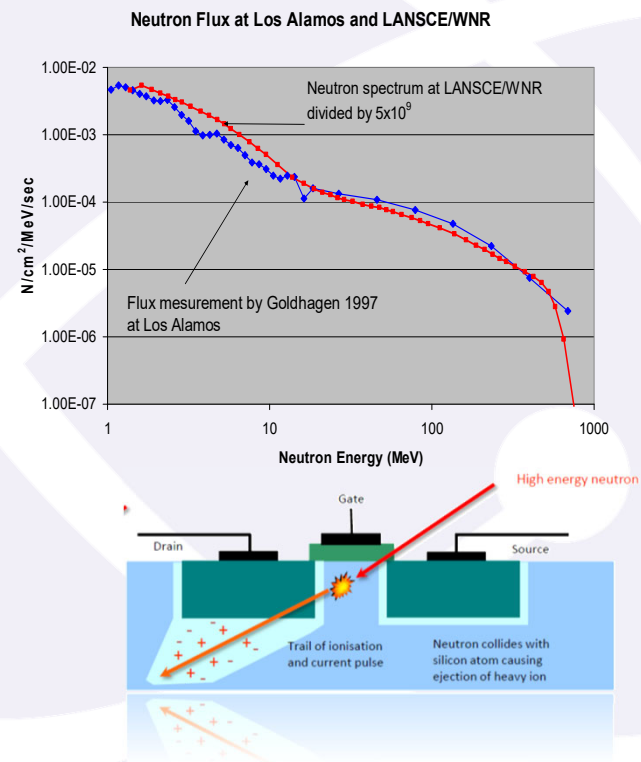 Neutron Flux at Los Alamos and LANSCE/WNR
1.00E-02
1.00E-03
1.00E-04
1.00E-05
1.00E-06
1.00E-07
N/cm²/MeV/sec
Neutron spectrum at LANSCE/WNR
divided by 5x10⁹
Flux mesurement by Goldhagen 1997
at Los Alamos
1 10 100 1000
Neutron Energy (MeV)
High energy neutron
Gate
Drain
Source
Trail of ionisation
and current pulse
Neutron collides with
silicon atom causing
ejection of heavy ion